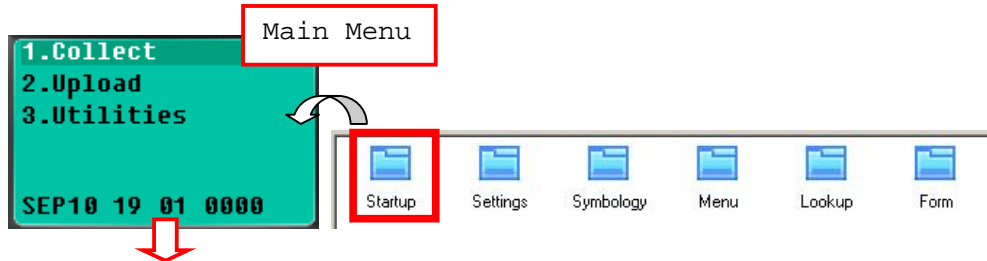 Main Menu
1.Collect
2.Upload
3.Utilities
SEP10 19 01 0000
Startup Settings Symbology Menu Lookup Form